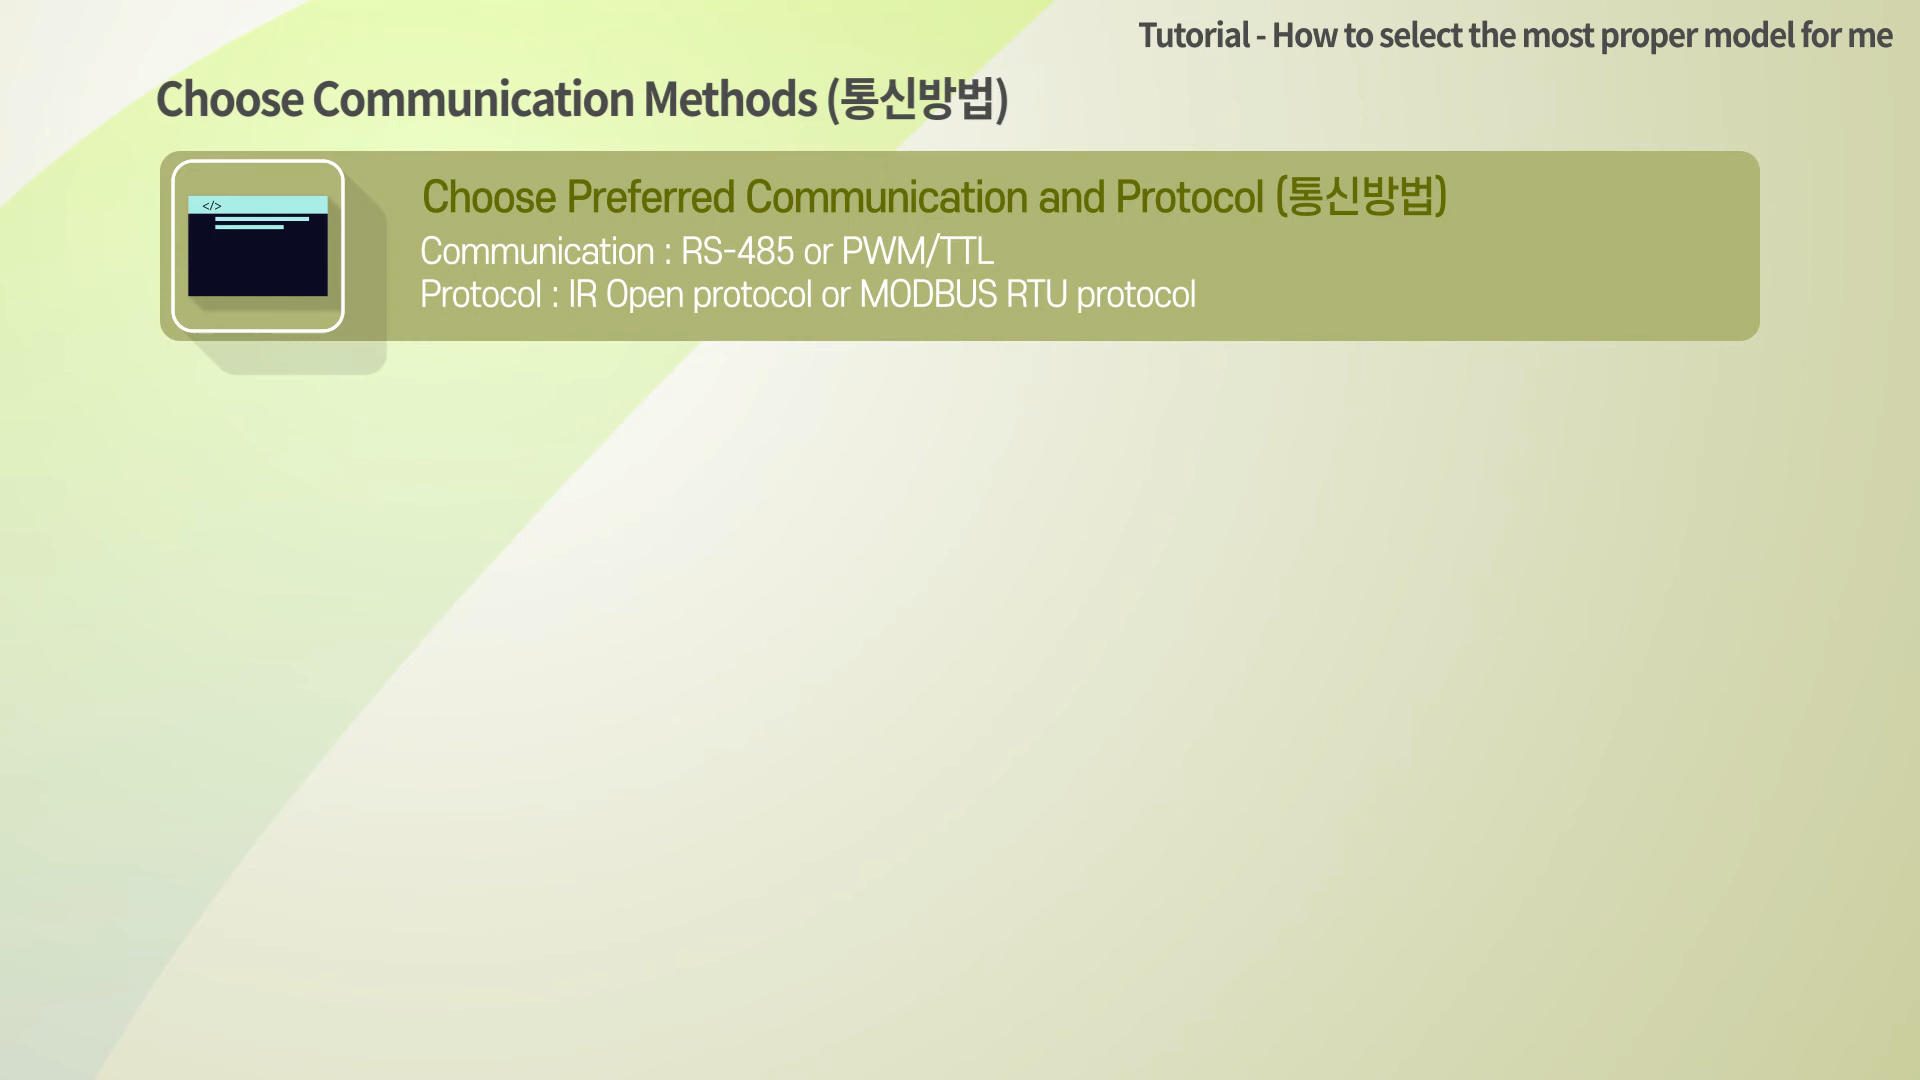 Tutorial - How to select the most proper model for me
Choose Communication Methods (통신방법)
</>
Choose Preferred Communication and Protocol (통신방법)
Communication : RS-485 or PWM/TTL
Protocol : IR Open protocol or MODBUS RTU protocol